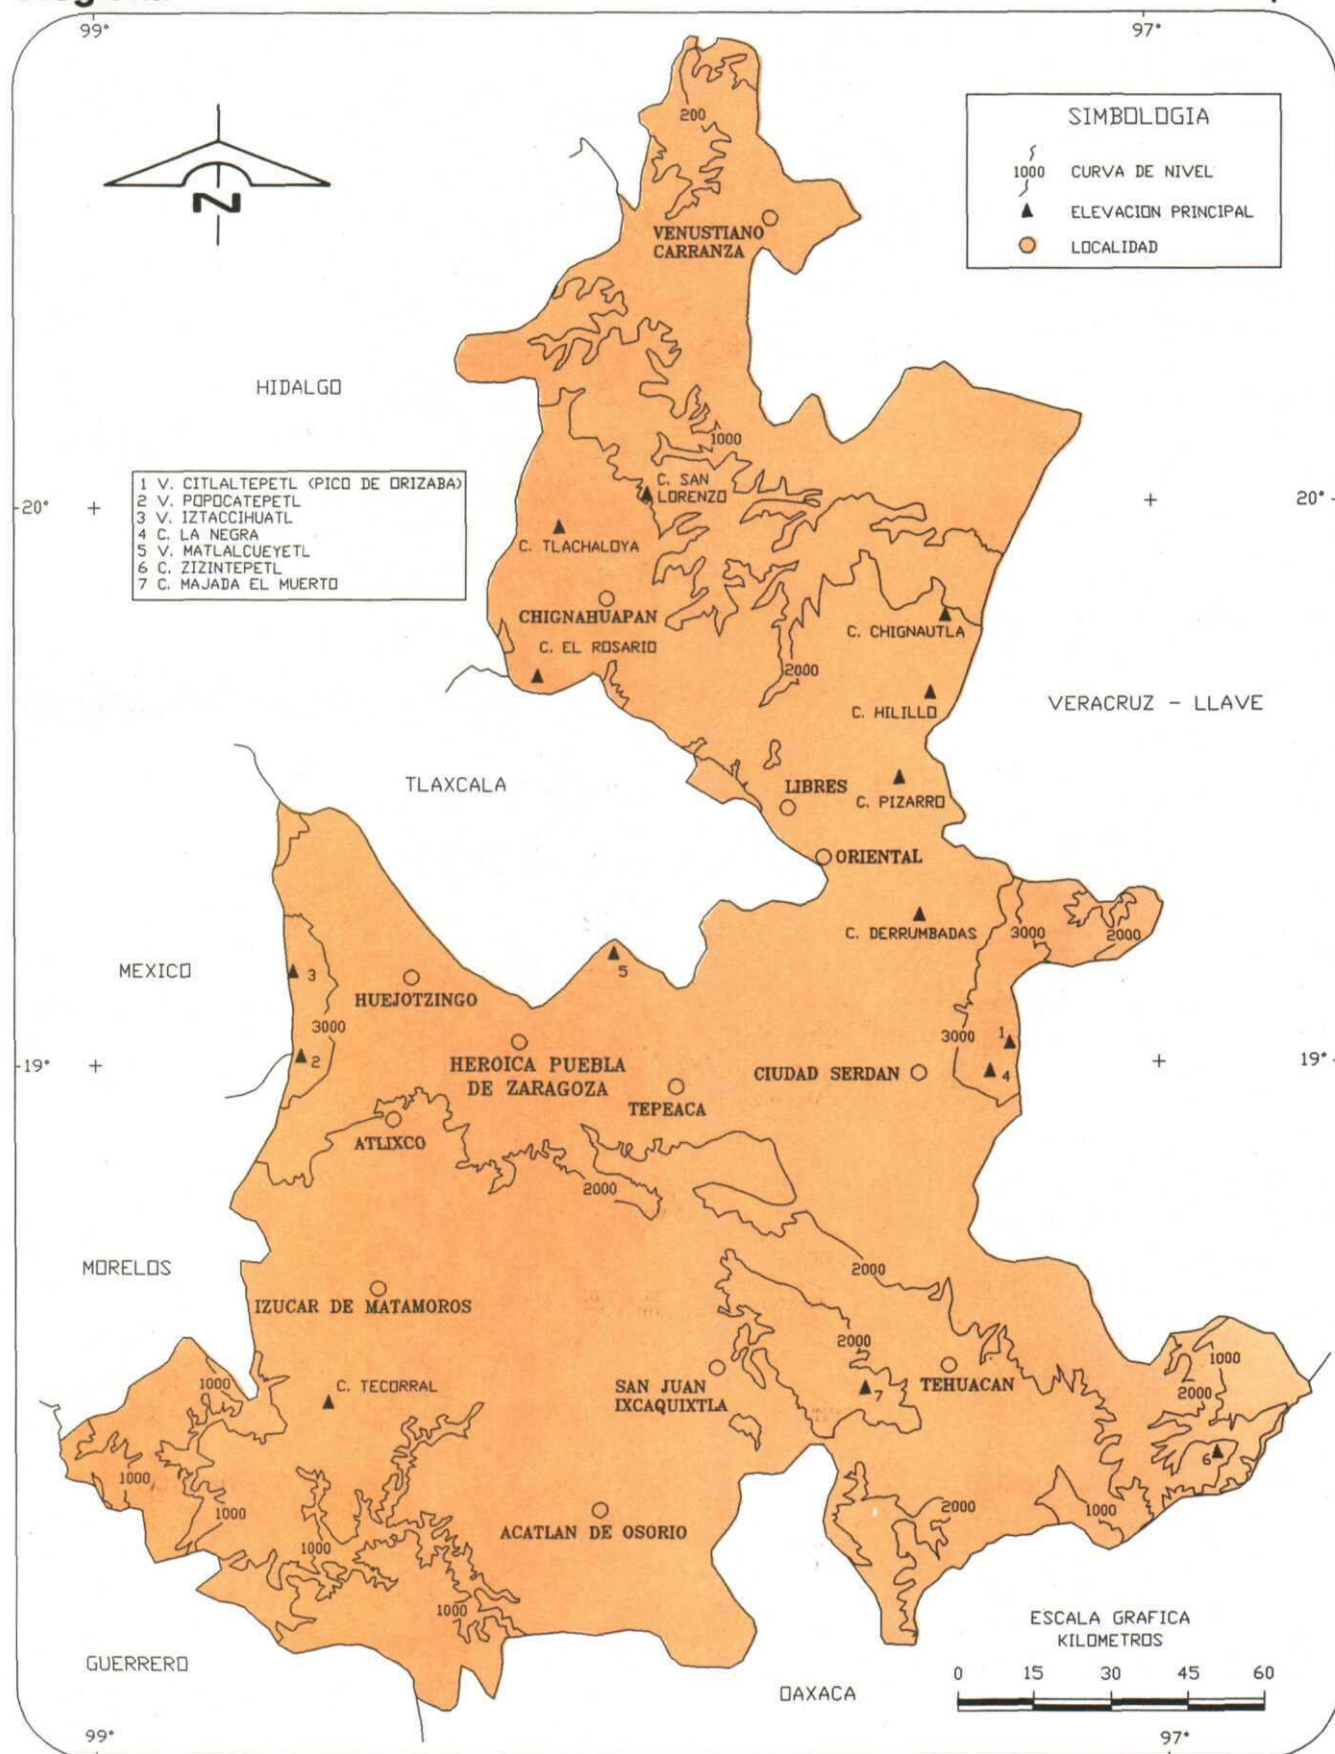 99°
97°
SIMBOLOGIA
1000 CURVA DE NIVEL
ELEVACION PRINCIPAL
LOCALIDAD
N
200
VENUSTIANO
CARRANZA
HIDALGO
1000
1 V. CITLALTEPETL (PICO DE ORIZABA)
2 V. POPOCATEPETL
3 V. IZTACCIHUATL
4 C. LA NEGRA
5 V. MATLALCUEYETL
6 C. ZIZINTEPETL
7 C. MAJADA EL MUERTO
C. SAN
LORENZO
20°
20°
C. TLACHALOYA
CHIGNAHUAPAN
C. CHIGNAUTLA
C. EL ROSARIO
2000
C. HILILLO
VERACRUZ - LLAVE
TLAXCALA
LIBRES
C. PIZARRO
ORIENTAL
C. DERRUMBADAS
3000
2000
MEXICO
3
5
HUEJOTZINGO
3000
3000
1
2
19°
19°
HEROICA PUEBLA
DE ZARAGOZA
CIUDAD SERDAN
4
TEPEACA
ATLIXCO
2000
MORELOS
2000
IZUCAR DE MATAMOROS
2000
1000
1000
C. TECORRAL
SAN JUAN
IXCAQUIXTLA
7
TEHUACAN
2000
6
1000
1000
2000
1000
ACATLAN DE OSORIO
1000
1000
ESCALA GRAFICA
KILOMETROS
GUERRERO
OAXACA
0 15 30 45 60
99°
97°